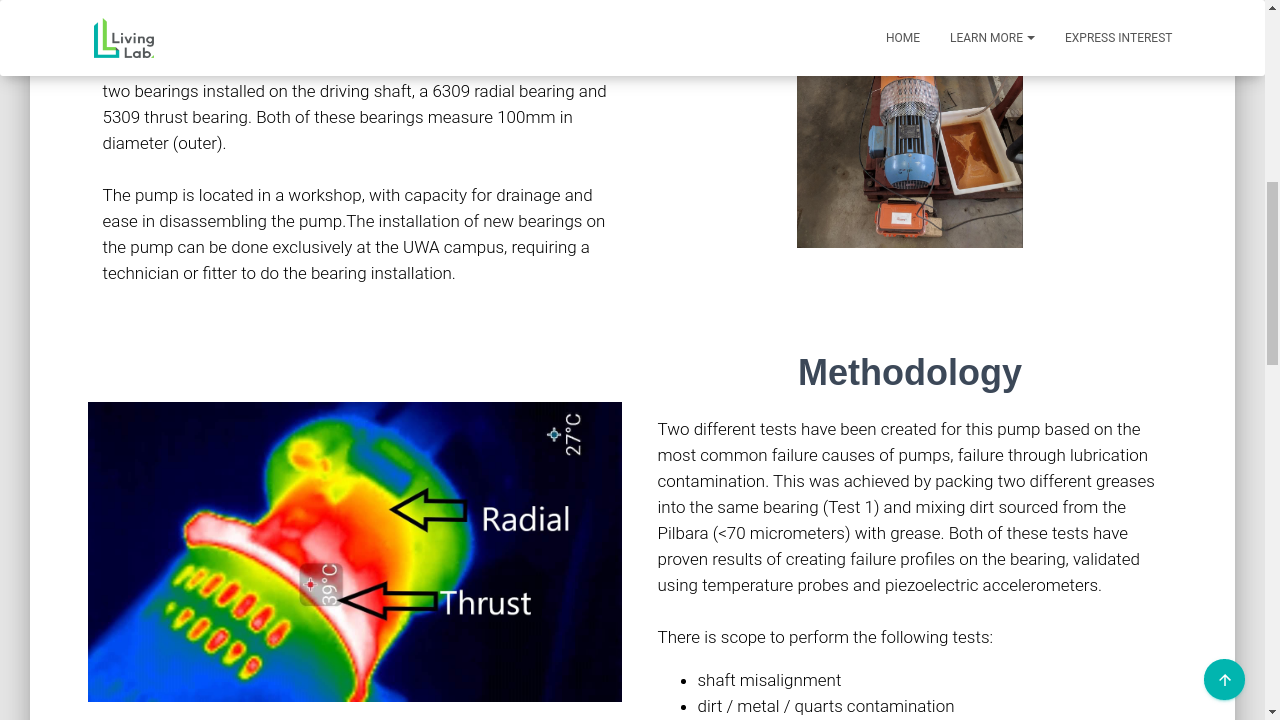 Living
Lab.
HOME
LEARN MORE
EXPRESS INTEREST
two bearings installed on the driving shaft, a 6309 radial bearing and
5309 thrust bearing. Both of these bearings measure 100mm in
diameter (outer).
The pump is located in a workshop, with capacity for drainage and
ease in disassembling the pump.The installation of new bearings on
the pump can be done exclusively at the UWA campus, requiring a
technician or fitter to do the bearing installation.
27°C
Radial
39°C
Thrust
Methodology
Two different tests have been created for this pump based on the
most common failure causes of pumps, failure through lubrication
contamination. This was achieved by packing two different greases
into the same bearing (Test 1) and mixing dirt sourced from the
Pilbara (<70 micrometers) with grease. Both of these tests have
proven results of creating failure profiles on the bearing, validated
using temperature probes and piezoelectric accelerometers.
There is scope to perform the following tests:
shaft misalignment
dirt / metal / quarts contamination